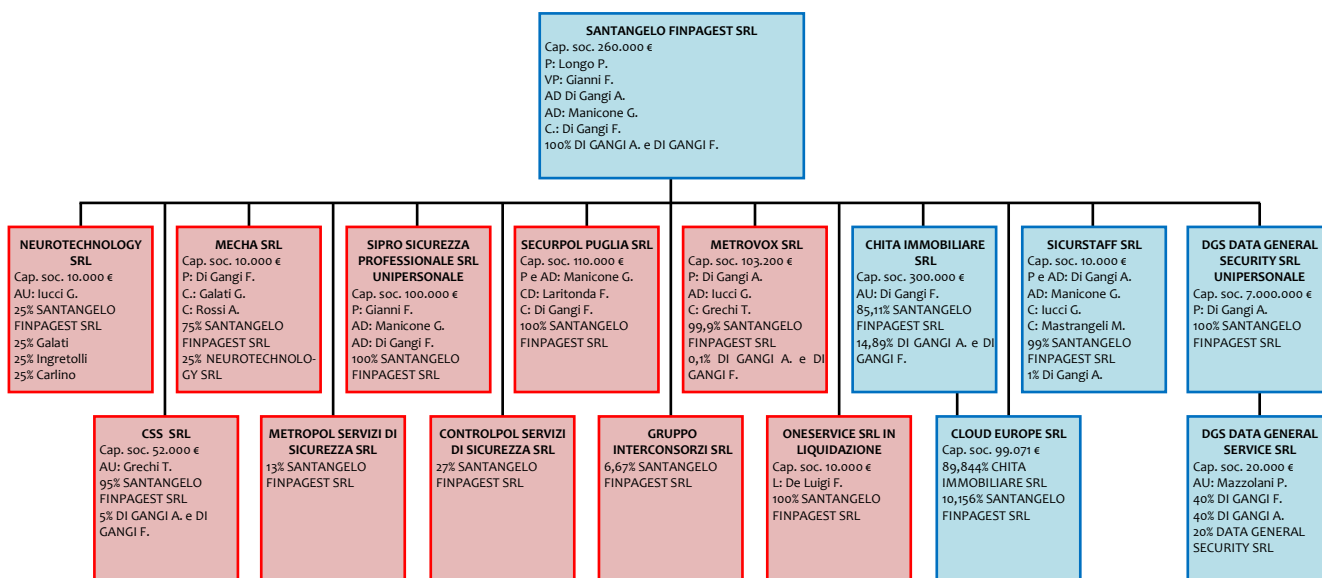 SANTANGELO FINPAGEST SRL
Cap. soc. 260.000 €
P: Longo P.
VP: Gianni F.
AD Di Gangi A.
AD: Manicone G.
C.: Di Gangi F.
100% DI GANGI A. e DI GANGI F.
NEUROTECHNOLOGY
SRL
Cap. soc. 10.000 €
AU: Iucci G.
25% SANTANGELO
FINPAGEST SRL
25% Galati
25% Ingretolli
25% Carlino
MECHA SRL
Cap. soc. 10.000 €
P: Di Gangi F.
C.: Galati G.
C: Rossi A.
75% SANTANGELO
FINPAGEST SRL
25% NEUROTECHNOLO-
GY SRL
SIPRO SICUREZZA
PROFESSIONALE SRL
UNIPERSONALE
Cap. soc. 100.000 €
P: Gianni F.
AD: Manicone G.
AD: Di Gangi F.
100% SANTANGELO
FINPAGEST SRL
SECURPOL PUGLIA SRL
Cap. soc. 110.000 €
P e AD: Manicone G.
CD: Laritonda F.
C: Di Gangi F.
100% SANTANGELO
FINPAGEST SRL
METROVOX SRL
Cap. soc. 103.200 €
P: Di Gangi A.
AD: Iucci G.
C: Grechi T.
99,9% SANTANGELO
FINPAGEST SRL
0,1% DI GANGI A. e DI
GANGI F.
CHITA IMMOBILIARE
SRL
Cap. soc. 300.000 €
AU: Di Gangi F.
85,11% SANTANGELO
FINPAGEST SRL
14,89% DI GANGI A. e DI
GANGI F.
SICURSTAFF SRL
Cap. soc. 10.000 €
P e AD: Di Gangi A.
AD: Manicone G.
C: Iucci G.
C: Mastrangeli M.
99% SANTANGELO
FINPAGEST SRL
1% Di Gangi A.
DGS DATA GENERAL
SECURITY SRL
UNIPERSONALE
Cap. soc. 7.000.000 €
P: Di Gangi A.
100% SANTANGELO
FINPAGEST SRL
CSS SRL
Cap. soc. 52.000 €
AU: Grechi T.
95% SANTANGELO
FINPAGEST SRL
5% DI GANGI A. e DI
GANGI F.
METROPOL SERVIZI DI
SICUREZZA SRL
13% SANTANGELO
FINPAGEST SRL
CONTROLPOL SERVIZI
DI SICUREZZA SRL
27% SANTANGELO
FINPAGEST SRL
GRUPPO
INTERCONSORZI SRL
6,67% SANTANGELO
FINPAGEST SRL
ONESERVICE SRL IN
LIQUIDAZIONE
Cap. soc. 10.000 €
L: De Luigi F.
100% SANTANGELO
FINPAGEST SRL
CLOUD EUROPE SRL
Cap. soc. 99.071 €
89,844% CHITA
IMMOBILIARE SRL
10,156% SANTANGELO
FINPAGEST SRL
DGS DATA GENERAL
SERVICE SRL
Cap. soc. 20.000 €
AU: Mazzolani P.
40% DI GANGI F.
40% DI GANGI A.
20% DATA GENERAL
SECURITY SRL